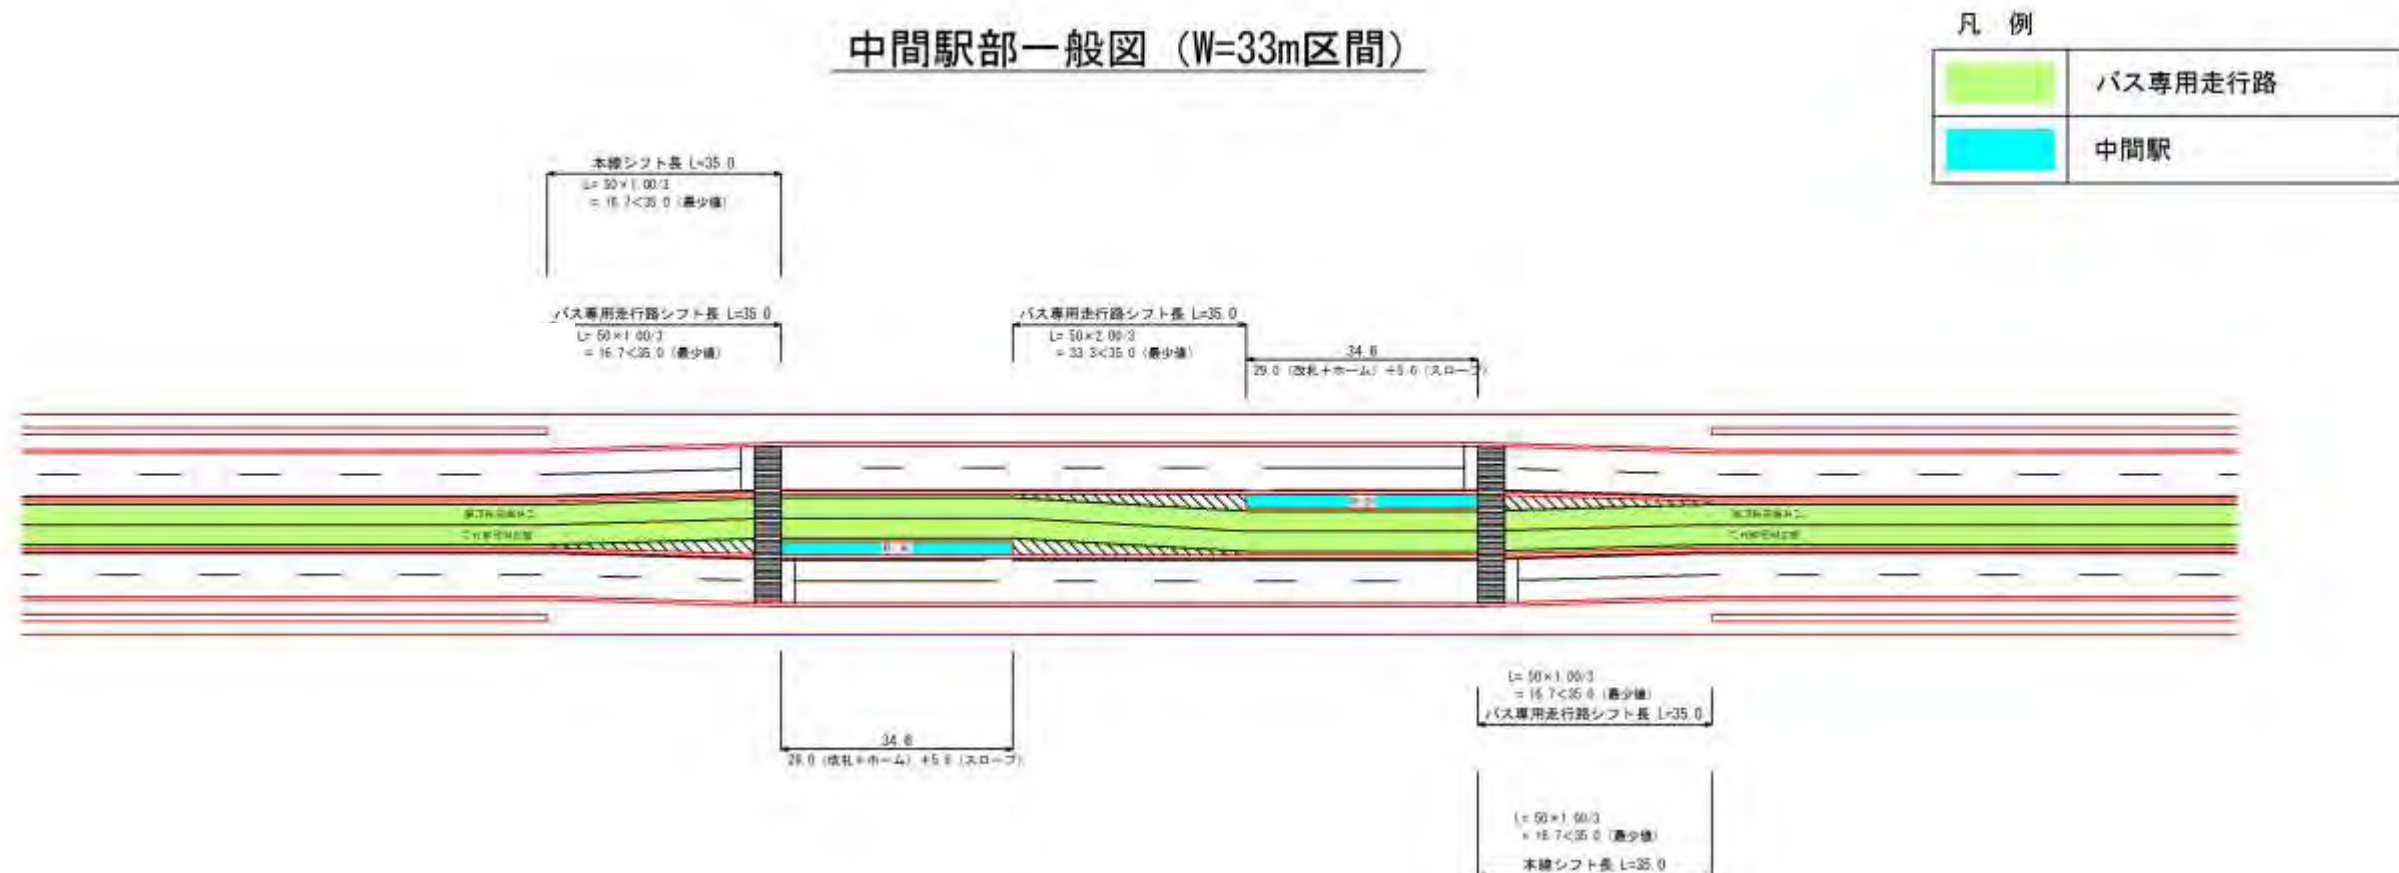 中間駅部一般図 (W=33m区間)
凡 例
バス専用走行路
中間駅
本線シフト長 L=35.0
L= 50×1.00/3
= 16.7<35.0 (最少値)
バス専用走行路シフト長 L=35.0
L= 50×1.00/3
= 16.7<35.0 (最少値)
バス専用走行路シフト長 L=35.0
L= 50×2.00/3
= 33.3<35.0 (最少値)
34.6
29.0 (改札+ホーム) +5.6 (スロープ)
34.6
29.0 (改札+ホーム) +5.6 (スロープ)
L= 50×1.00/3
= 16.7<35.0 (最少値)
バス専用走行路シフト長 L=35.0
L= 50×1.00/3
= 16.7<35.0 (最少値)
本線シフト長 L=35.0